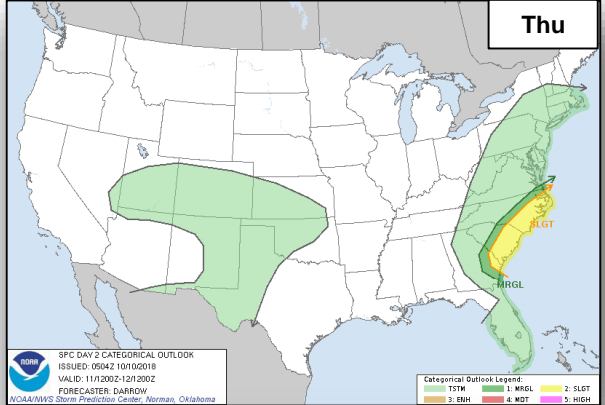 Thu
SLGT
MRGL
NOAA
SPC DAY 2 CATEGORICAL OUTLOOK
ISSUED: 0504Z 10/10/2018
VALID: 11/1200Z-12/1200Z
FORECASTER: DARROW
NOAA/NWS Storm Prediction Center, Norman, Oklahoma
Categorical Outlook Legend:
TSTM 1: MRGL 2: SLGT
3: ENH 4: MDT 5: HIGH